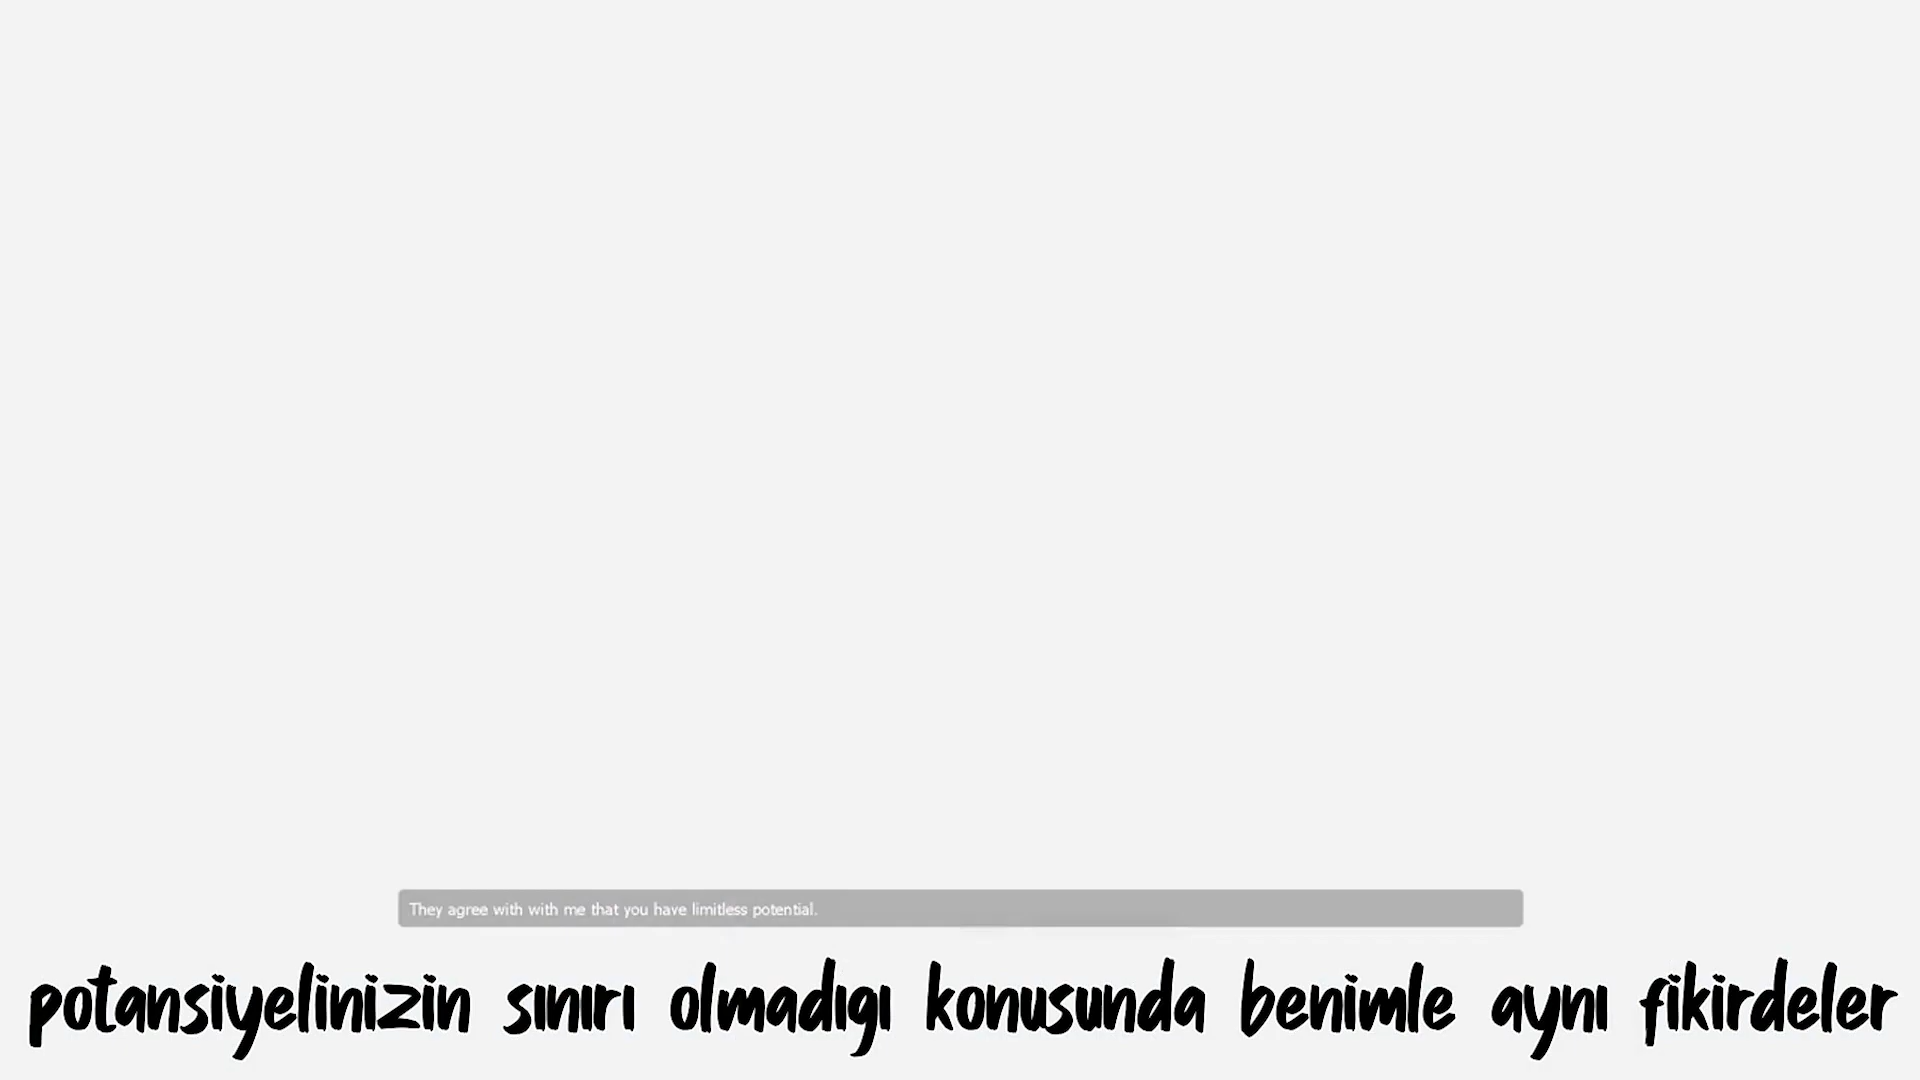 They agree with with me that you have limitless potential.
potansiyelinizin sınırı olmadıgı konusunda benimle aynı fikirdeler